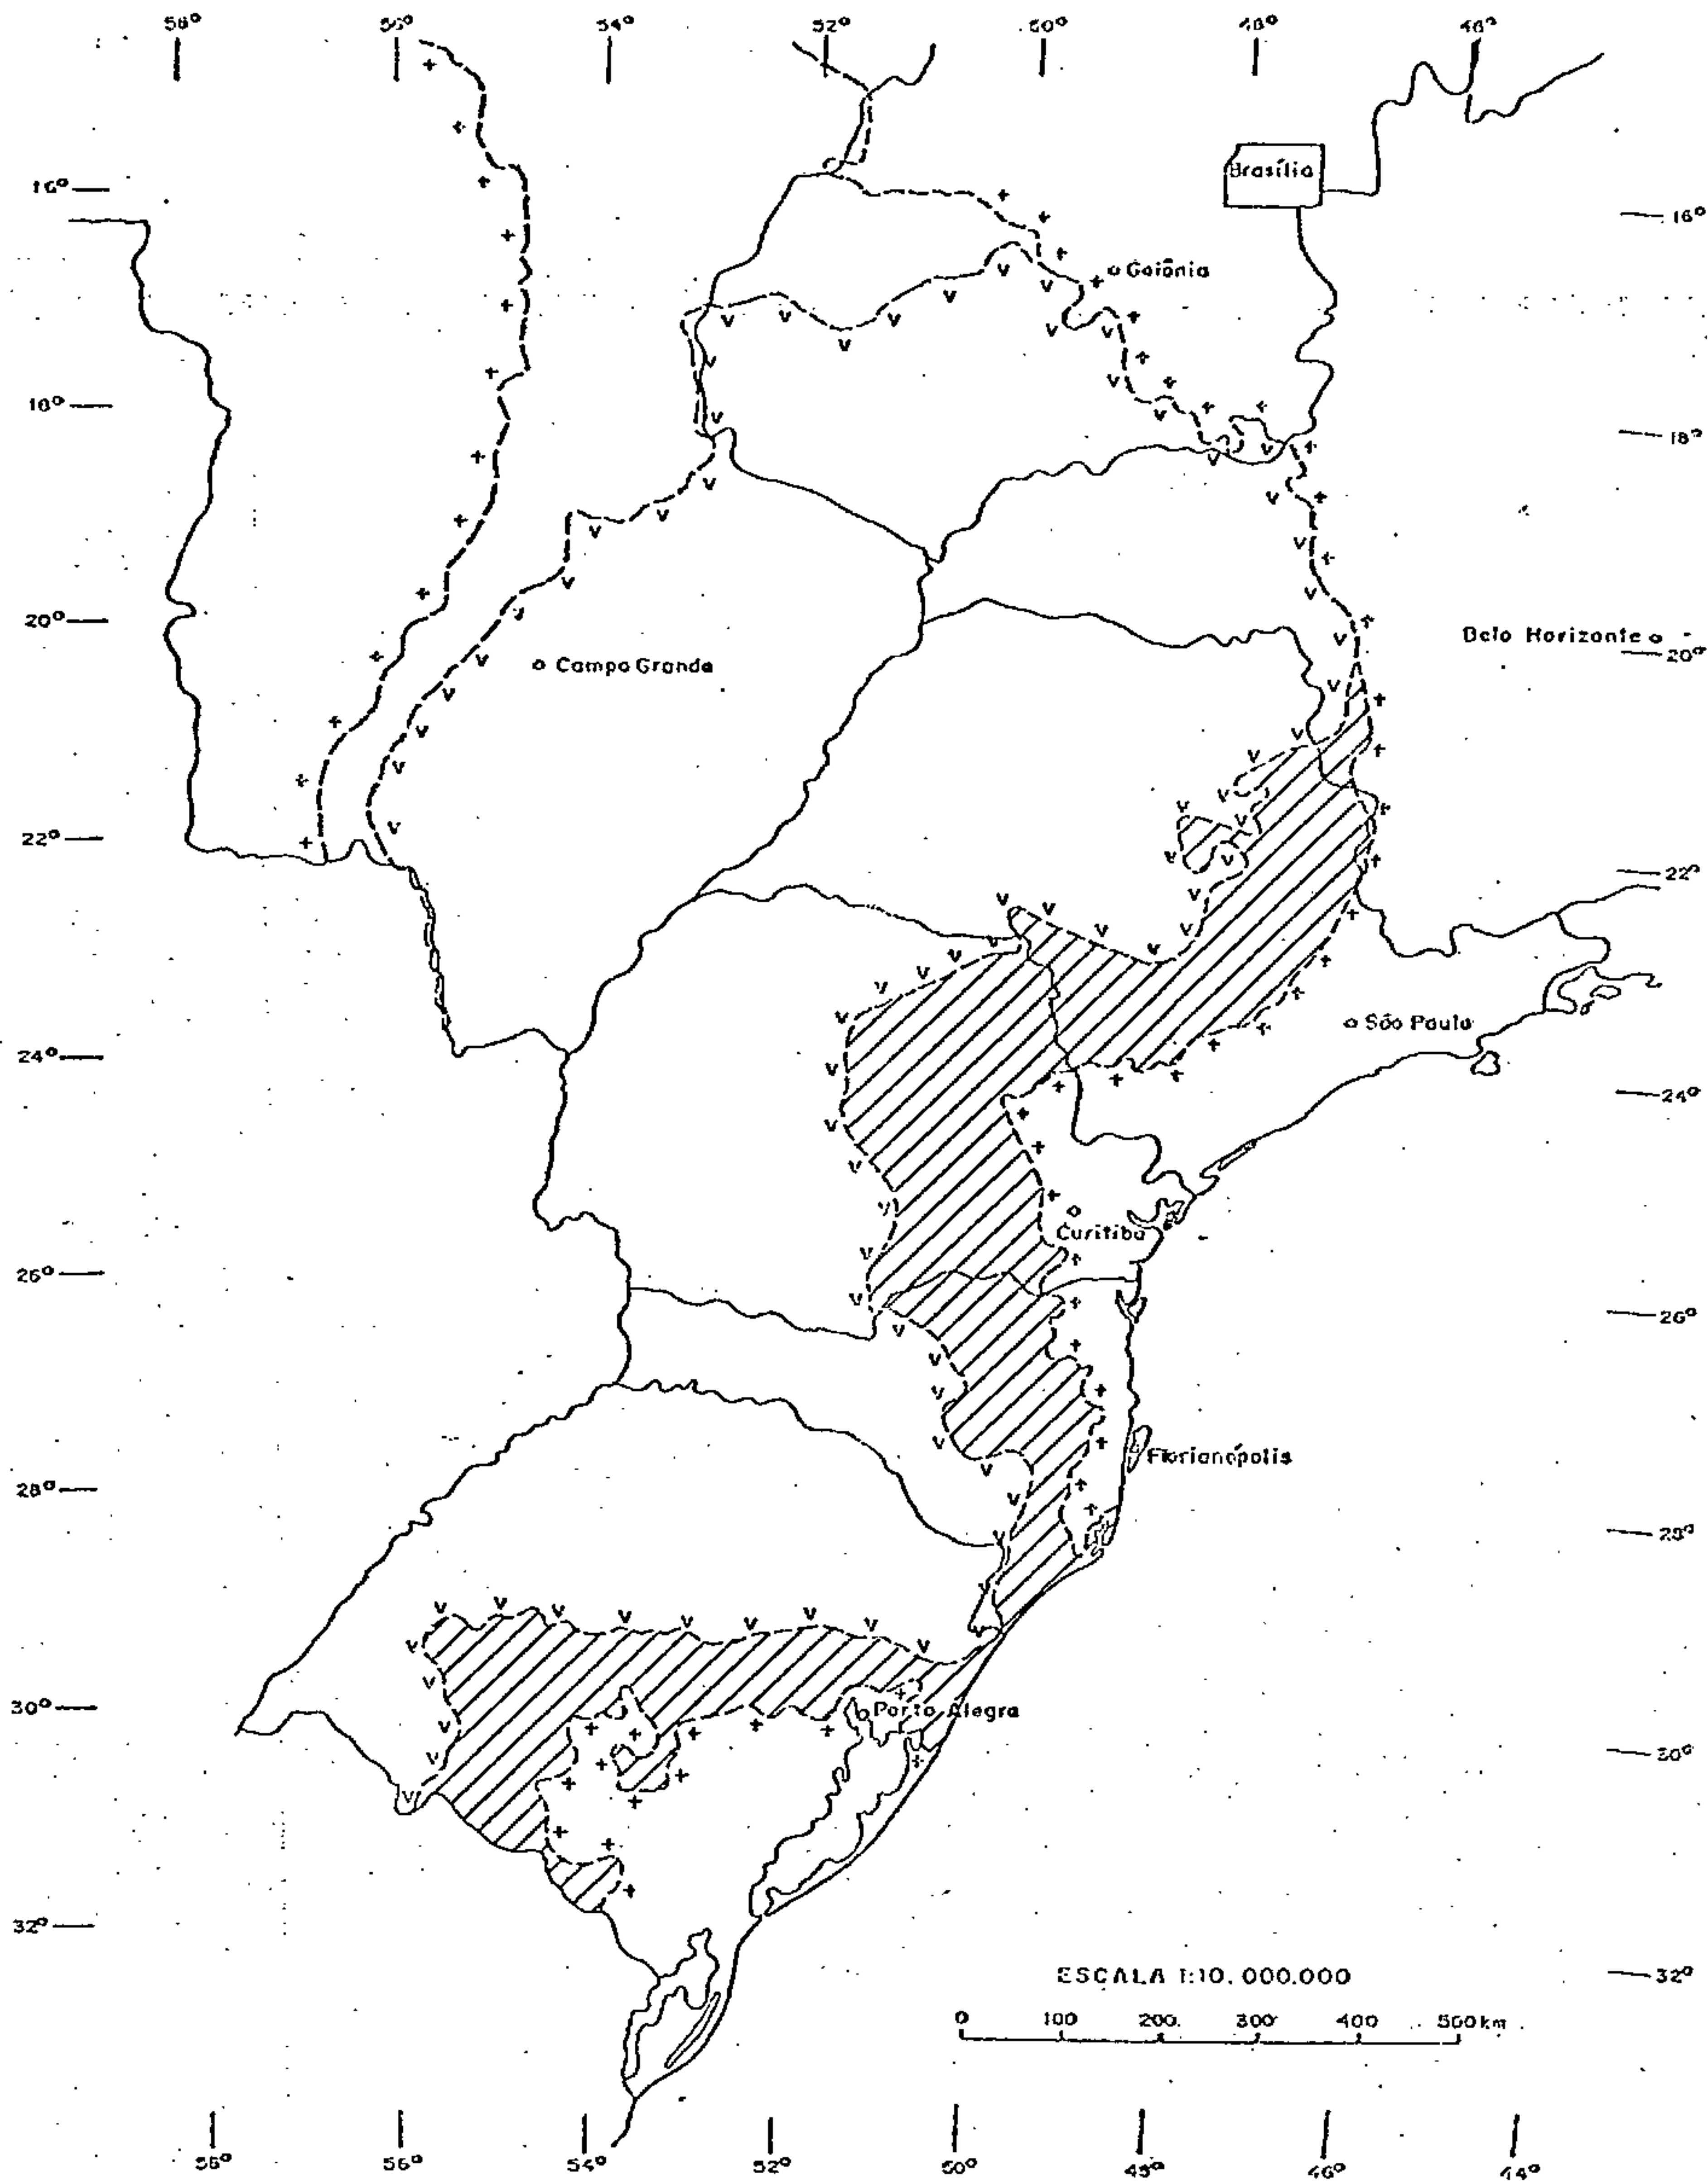 58° 56° 54° 52° 50° 48° 46°
Brasília
16°
16°
Goiânia
18°
18°
20°
Belo Horizonte
20°
Campo Grande
22°
22°
São Paulo
24°
24°
Curitiba
26°
26°
Florianópolis
28°
28°
30°
Porto Alegre
30°
32°
ESCALA 1:10.000.000
32°
0 100 200 300 400 500 km
58° 56° 54° 52° 50° 48° 46° 44°